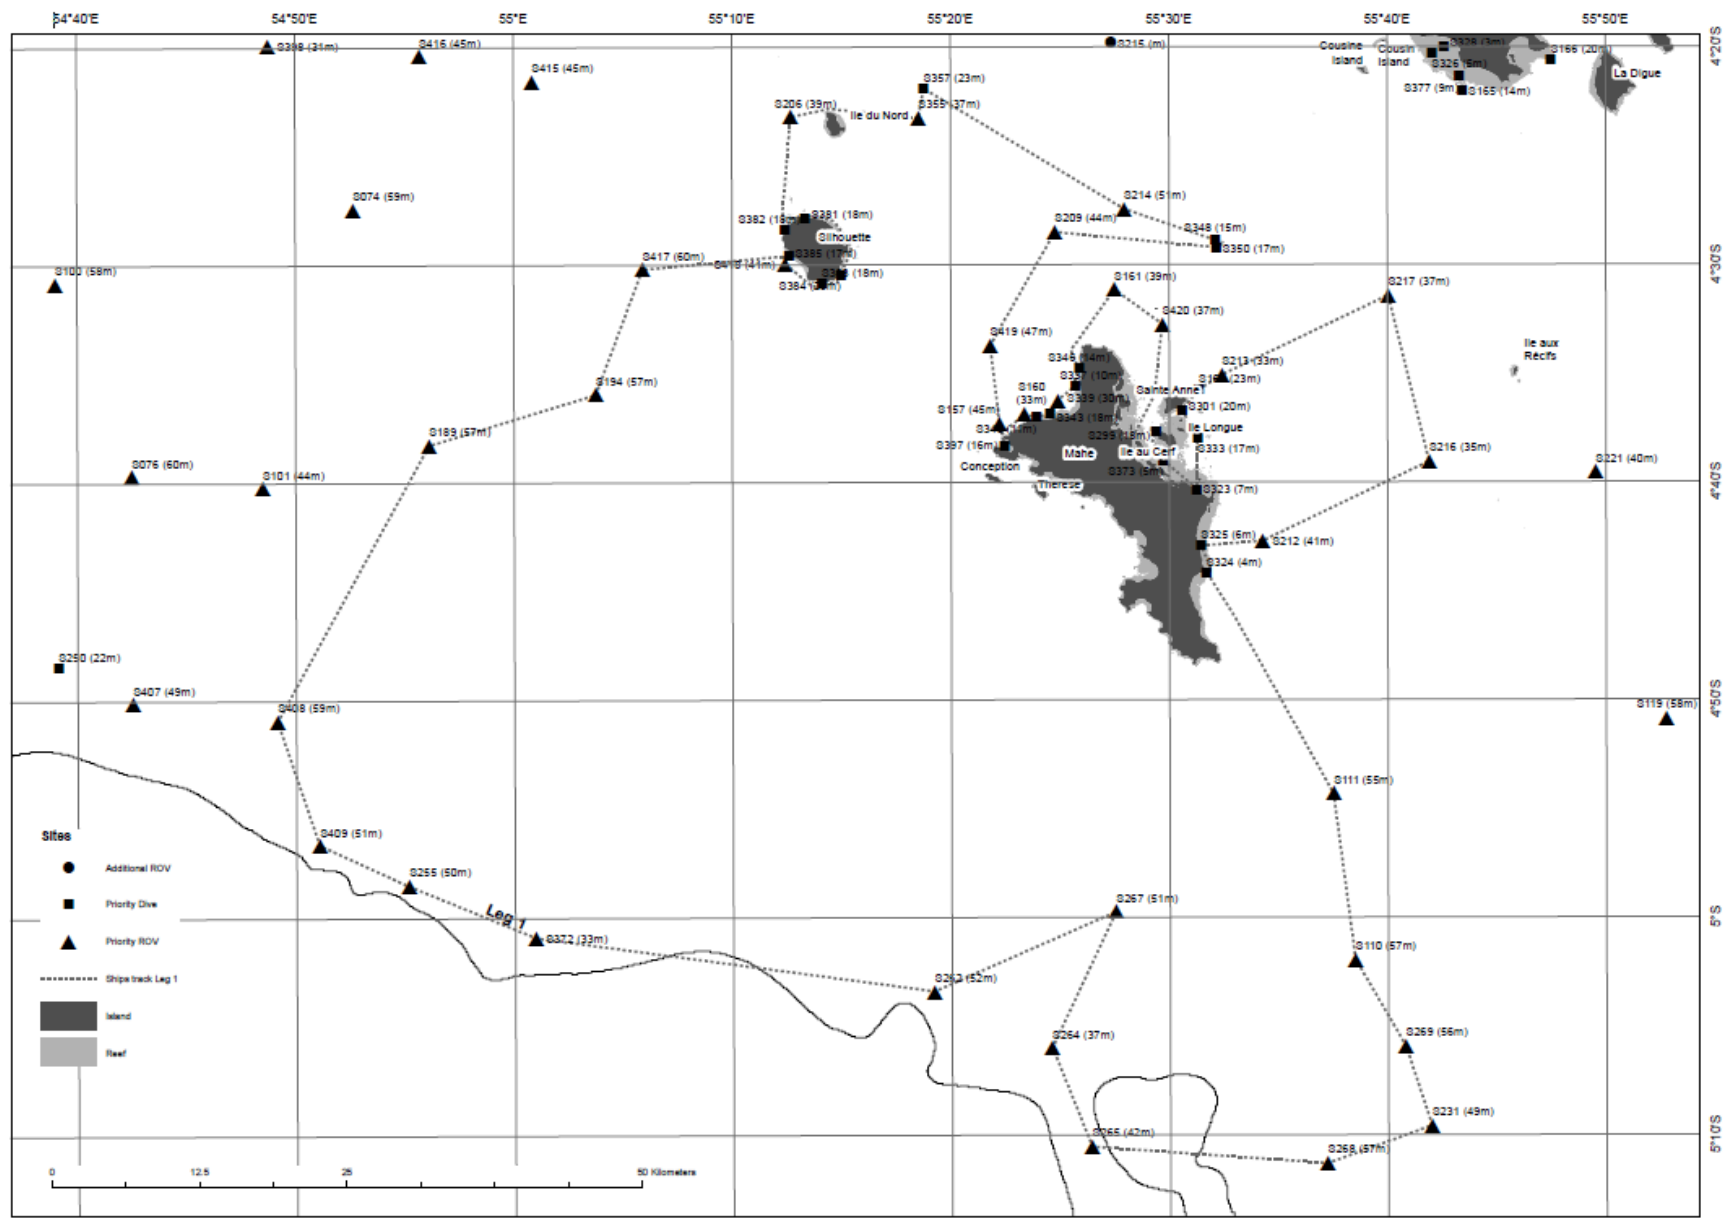 54°40'E
54°50'E
55°E
55°10'E
55°20'E
55°30'E
55°40'E
55°50'E
S398 (31m)
S416 (45m)
S415 (45m)
S215 (m)
Cousine
Island
Cousin
Island
S328 (3m)
S326 (5m)
S166 (20m)
S377 (9m)
S165 (14m)
La Digue
4°20'S
S357 (23m)
S206 (39m)
Ile du Nord
S355 (37m)
S074 (59m)
S214 (51m)
S209 (44m)
S348 (15m)
S350 (17m)
S381 (18m)
Silhouette
S385 (17m)
S417 (60m)
(18m)
S100 (58m)
4°30'S
S161 (39m)
S217 (37m)
S420 (37m)
S419 (47m)
Ile aux
Récifs
S213 (33m)
(23m)
(14m)
S337 (10m)
S194 (57m)
S160
(33m)
S339 (30m)
Sainte Anne
S301 (20m)
S157 (45m)
S343 (18m)
Ile Longue
S189 (57m)
S397 (16m)
Mahe
Ile au Cerf
S333 (17m)
S216 (35m)
S221 (40m)
S076 (60m)
S101 (44m)
Conception
S373 (5m)
Therese
S323 (7m)
4°40'S
S325 (6m)
S212 (41m)
S324 (4m)
S250 (22m)
S407 (49m)
S408 (59m)
4°50'S
S119 (58m)
S111 (55m)
S409 (51m)
S255 (50m)
Leg 1
S372 (33m)
S267 (51m)
5°S
S110 (57m)
(52m)
S264 (37m)
S269 (56m)
S231 (49m)
S265 (42m)
S268 (57m)
5°10'S
Sites
Additional ROV
Priority Dive
Priority ROV
Ships track Leg 1
Island
Reef
0
12.5
25
50 Kilometers